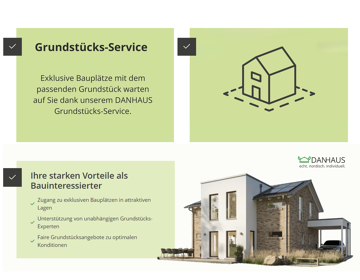 Grundstücks-Service
Exklusive Bauplätze mit dem
passenden Grundstück warten
auf Sie dank unserem DANHAUS
Grundstücks-Service.
DANHAUS
echt. nordisch. individuell.
Ihre starken Vorteile als
Bauinteressierter
Zugang zu exklusiven Bauplätzen in attraktiven
Lagen
Unterstützung von unabhängigen Grundstücks-
Experten
Faire Grundstücksangebote zu optimalen
Konditionen